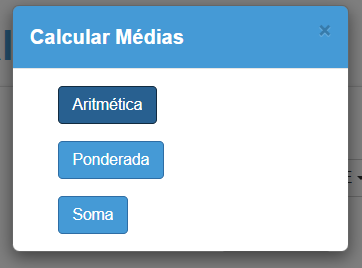 Calcular Médias
×
Aritmética
Ponderada
Soma